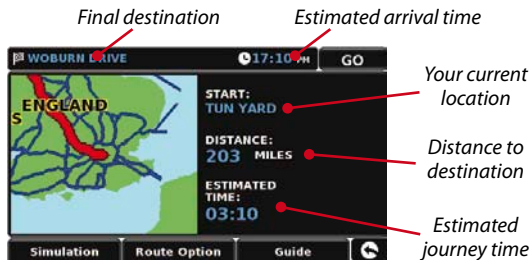 Final destination
Estimated arrival time
WOBURN DRIVE
17:10 PM
GO
Your current
location
ENGLAND
S
START:
TUN YARD
DISTANCE:
203 MILES
Distance to
destination
ESTIMATED
TIME:
03:10
Estimated
journey time
Simulation
Route Option
Guide